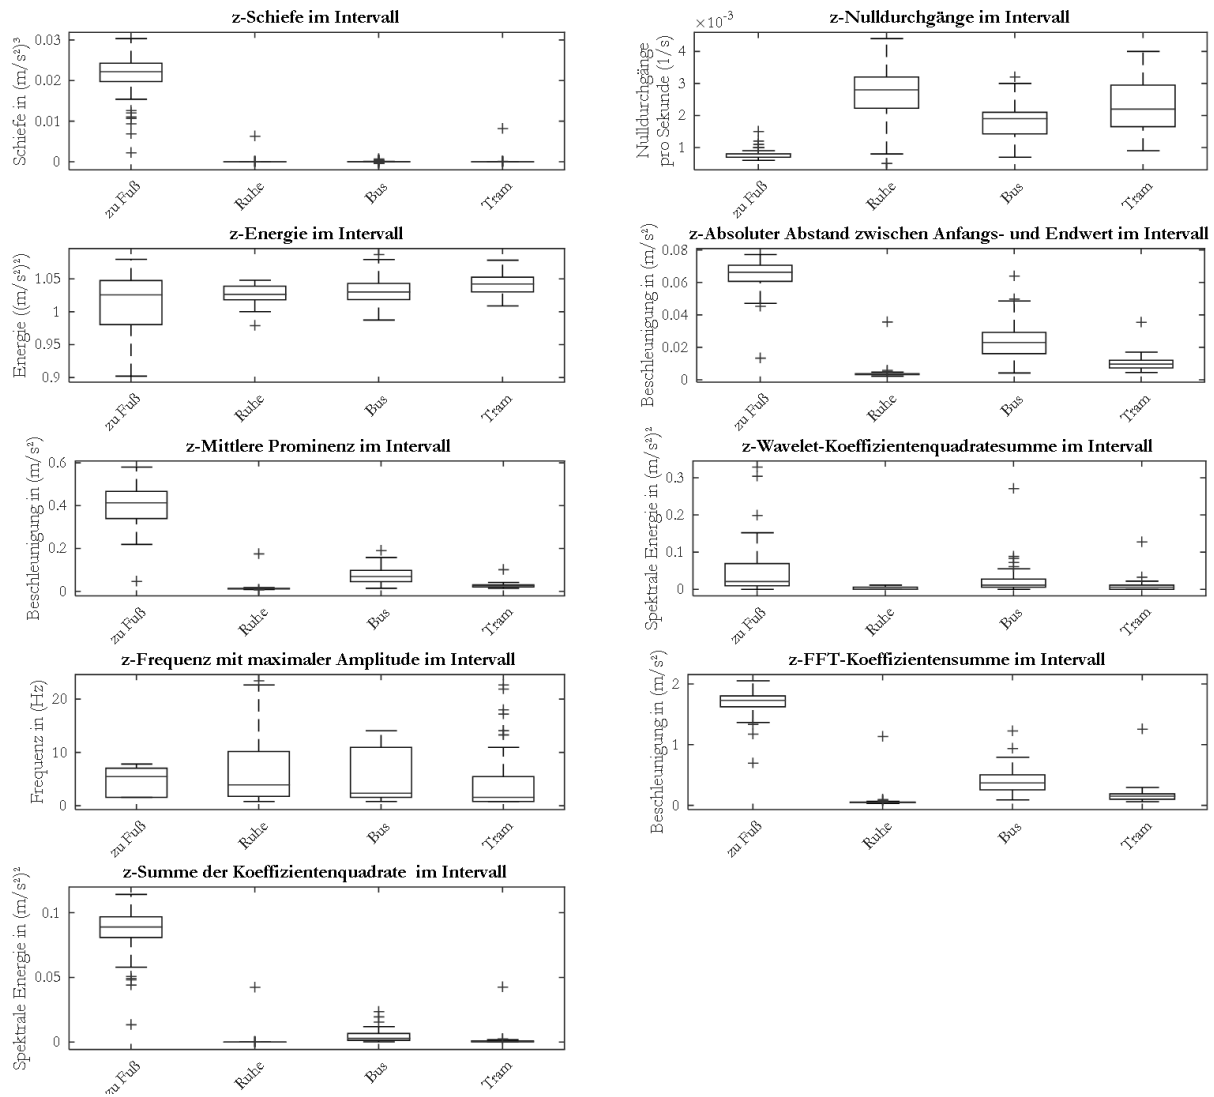 z-Schiefe im Intervall
Schiefe in (m/s²)³
0.03
0.02
0.01
0
zu Fuß
Ruhe
Bus
Tram
z-Nulldurchgänge im Intervall
×10⁻³
Nulldurchgänge
pro Sekunde (1/s)
4
3
2
1
zu Fuß
Ruhe
Bus
Tram
z-Energie im Intervall
Energie ((m/s²)²)
1.05
1
0.95
0.9
zu Fuß
Ruhe
Bus
Tram
z-Absoluter Abstand zwischen Anfangs- und Endwert im Intervall
Beschleunigung in (m/s²)
0.08
0.06
0.04
0.02
0
zu Fuß
Ruhe
Bus
Tram
z-Mittlere Prominenz im Intervall
Beschleunigung in (m/s²)
0.6
0.4
0.2
0
zu Fuß
Ruhe
Bus
Tram
z-Wavelet-Koeffizientenquadratesumme im Intervall
Spektrale Energie in (m/s²)²
0.3
0.2
0.1
0
zu Fuß
Ruhe
Bus
Tram
z-Frequenz mit maximaler Amplitude im Intervall
Frequenz in (Hz)
20
10
0
zu Fuß
Ruhe
Bus
Tram
z-FFT-Koeffizientensumme im Intervall
Beschleunigung in (m/s²)
2
1
0
zu Fuß
Ruhe
Bus
Tram
z-Summe der Koeffizientenquadrate im Intervall
Spektrale Energie in (m/s²)²
0.1
0.05
0
zu Fuß
Ruhe
Bus
Tram